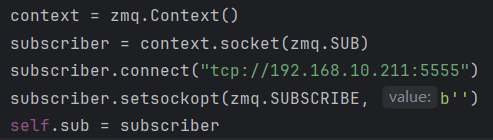 context = zmq.Context()
subscriber = context.socket(zmq.SUB)
subscriber.connect("tcp://192.168.10.211:5555")
subscriber.setsockopt(zmq.SUBSCRIBE, value: b'')
self.sub = subscriber